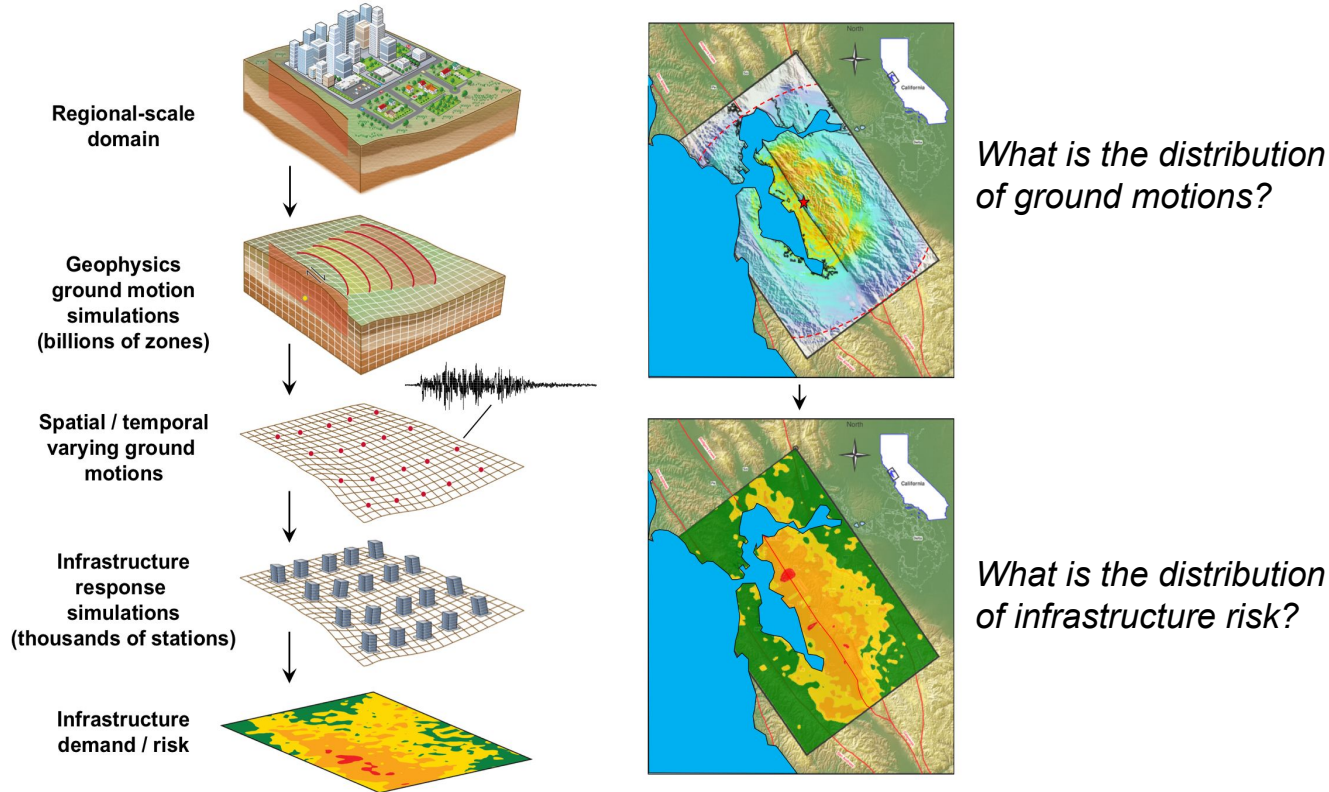 Regional-scale
domain
Geophysics
ground motion
simulations
(billions of zones)
Spatial / temporal
varying ground
motions
Infrastructure
response
simulations
(thousands of stations)
Infrastructure
demand / risk
North
California
What is the distribution
of ground motions?
North
California
What is the distribution
of infrastructure risk?